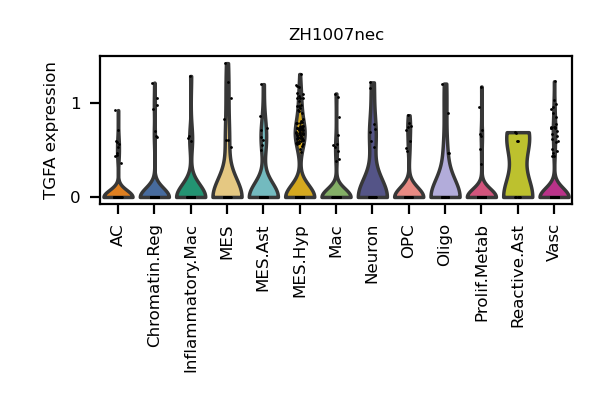 ZH1007nec
TGFA expression
1
0
AC
Chromatin.Reg
Inflammatory.Mac
MES
MES.Ast
MES.Hyp
Mac
Neuron
OPC
Oligo
Prolif.Metab
Reactive.Ast
Vasc